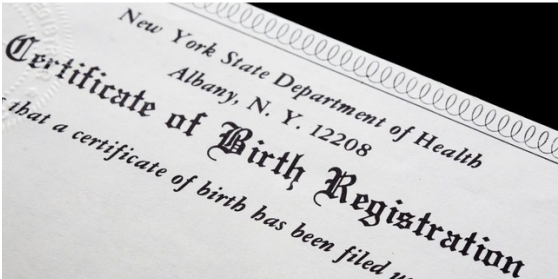 New York State Department of Health
Albany, N. Y. 12208
Certificate of Birth Registration
that a certificate of birth has been filed